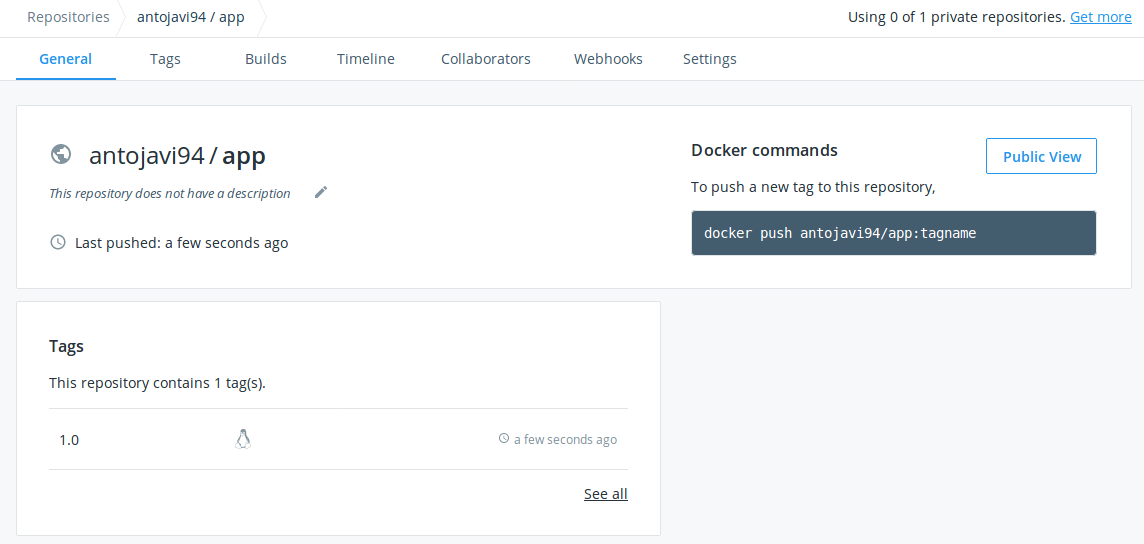 Repositories antojavi94 / app Using 0 of 1 private repositories. Get more
General Tags Builds Timeline Collaborators Webhooks Settings
antojavi94 / app
This repository does not have a description
Last pushed: a few seconds ago
Docker commands
Public View
To push a new tag to this repository,
docker push antojavi94/app:tagname
Tags
This repository contains 1 tag(s).
1.0 a few seconds ago
See all